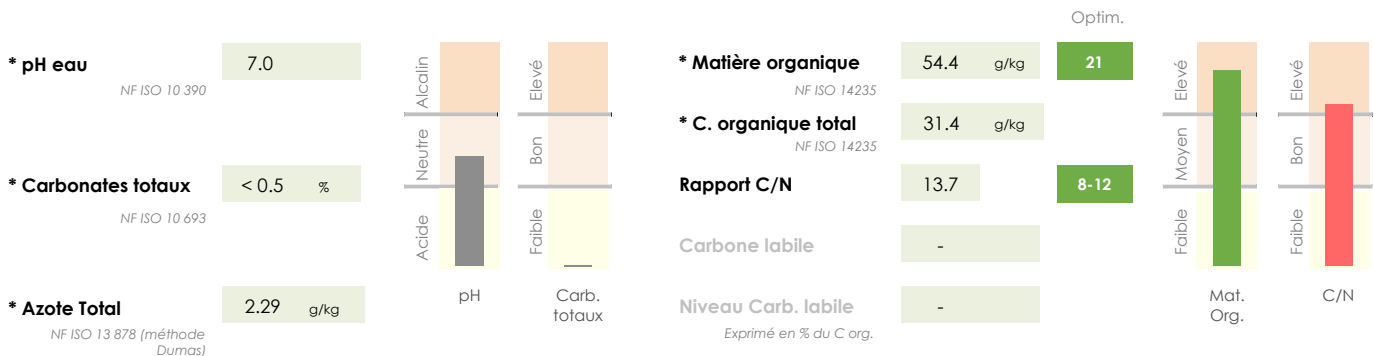 Optim.
* pH eau
7.0
NF ISO 10 390
* Carbonates totaux
< 0.5 %
NF ISO 10 693
* Azote Total
2.29 g/kg
NF ISO 13 878 (méthode
Dumas)
Alcalin
Neutre
Acide
pH
Elevé
Bon
Faible
Carb.
totaux
* Matière organique
54.4 g/kg
21
NF ISO 14235
* C. organique total
31.4 g/kg
NF ISO 14235
Rapport C/N
13.7
8-12
Carbone labile
-
Niveau Carb. labile
-
Exprimé en % du C org.
Elevé
Moyen
Faible
Mat.
Org.
Elevé
Bon
Faible
C/N